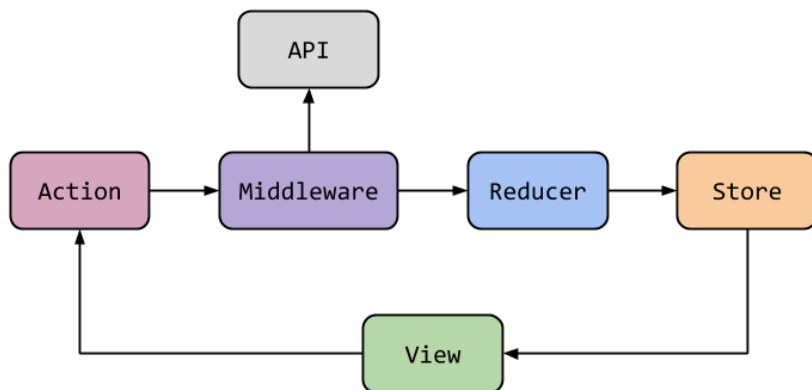 API
Action
Middleware
Reducer
Store
View